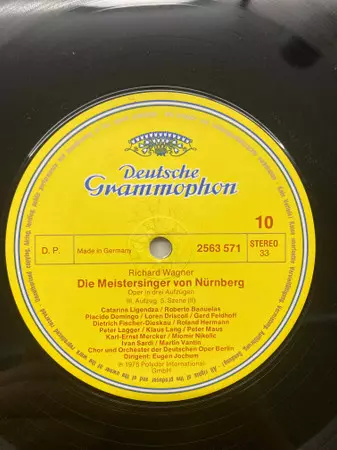 Deutsche
Grammophon
10
D. P.
Made in Germany
2563 571
STEREO
33
Richard Wagner
Die Meistersinger von Nürnberg
Oper in drei Aufzügen
III. Aufzug: 5. Szene (II)
Catarina Ligendza / Roberto Bañuelas
Placido Domingo / Loren Driscoll / Gerd Feldhoff
Dietrich Fischer-Dieskau / Roland Hermann
Peter Lagger / Klaus Lang / Peter Maus
Karl-Ernst Mercker / Miomir Nikolic
Ivan Sardi / Martin Vantin
Chor und Orchester der Deutschen Oper Berlin
Dirigent: Eugen Jochum
℗ 1976 Polydor International
GmbH